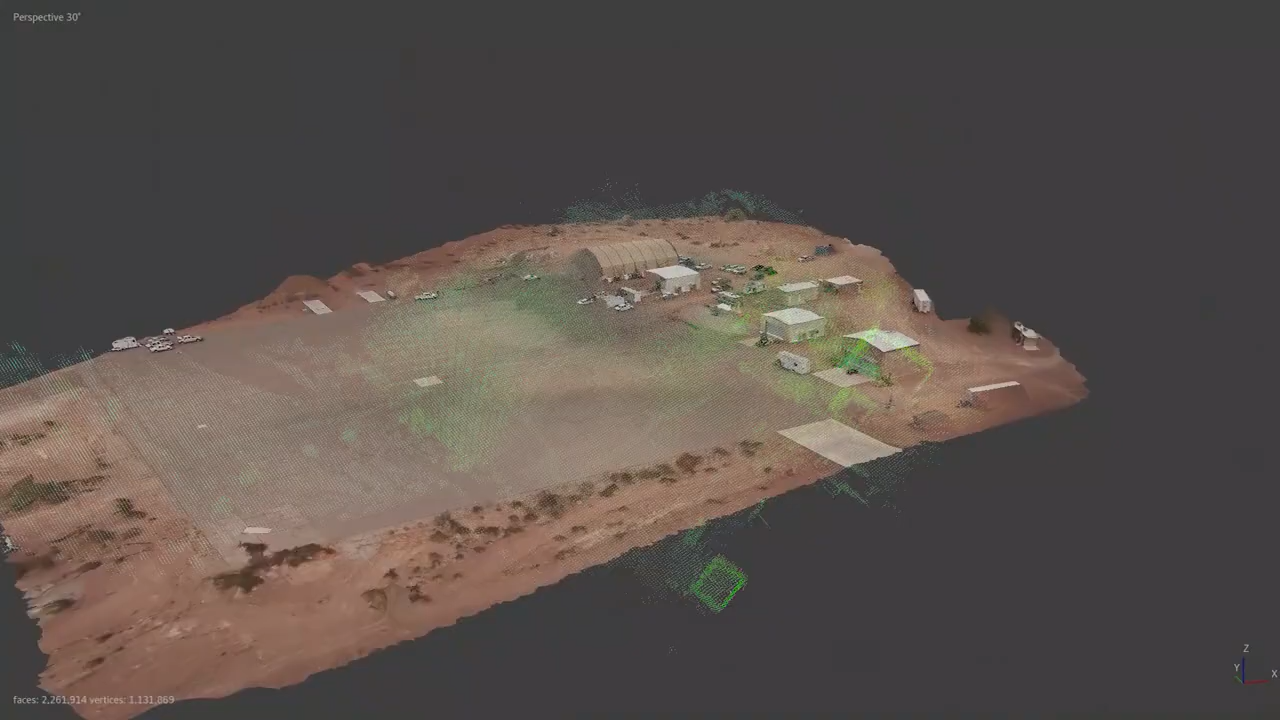 Perspective 30°
faces: 2,261,914 vertices: 1,131,869
Z
Y
X